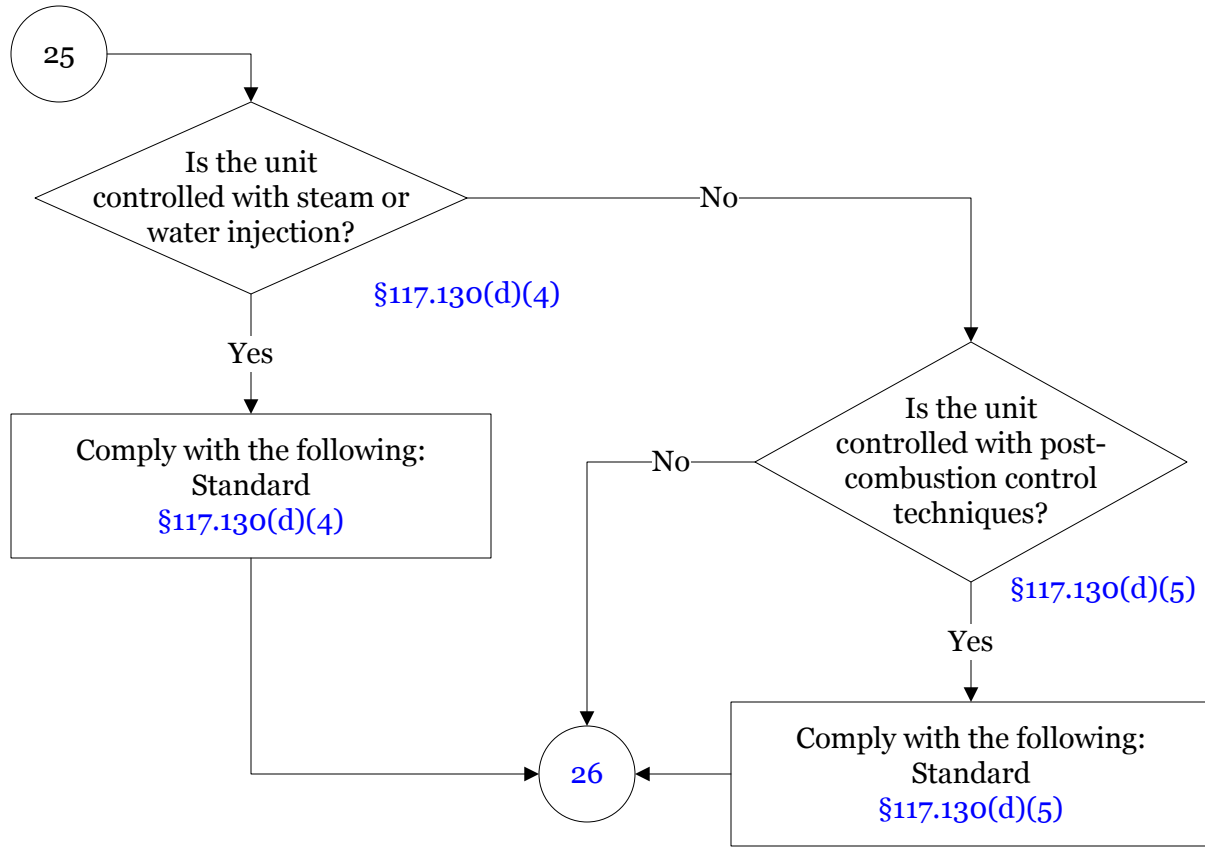 25
Is the unit
controlled with steam or
water injection?
No
§117.130(d)(4)
Yes
Comply with the following:
Standard
§117.130(d)(4)
Is the unit
controlled with post-
combustion control
techniques?
No
§117.130(d)(5)
Yes
Comply with the following:
Standard
§117.130(d)(5)
26